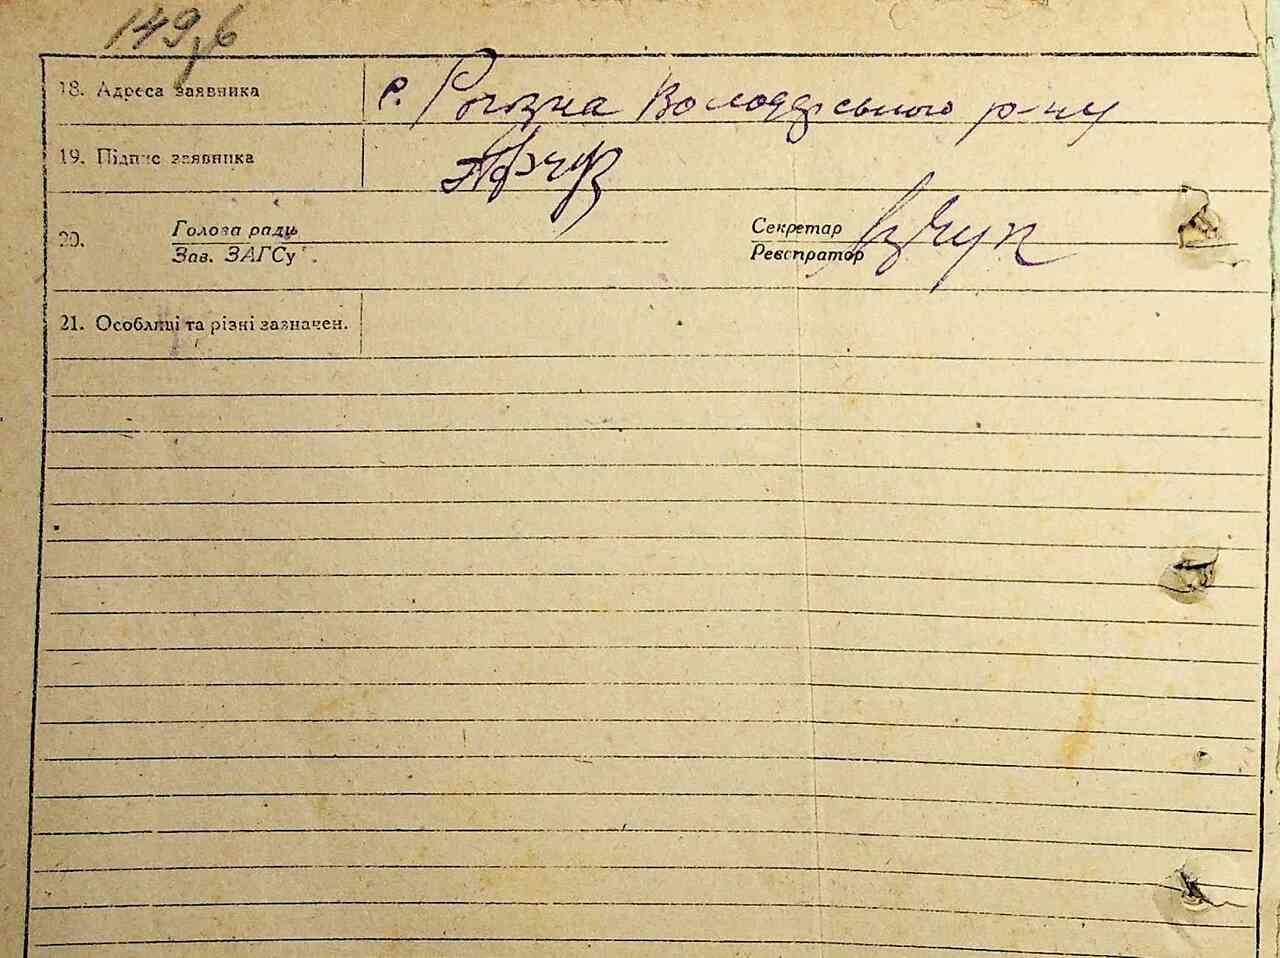 149,б
18. Адреса заявника с. Рогізна Володарського р-ну
19. Підпис заявника
20. Голова ради Секретар
Зав. ЗАГСу Реєстратор
21. Особливі та різні зазначен.